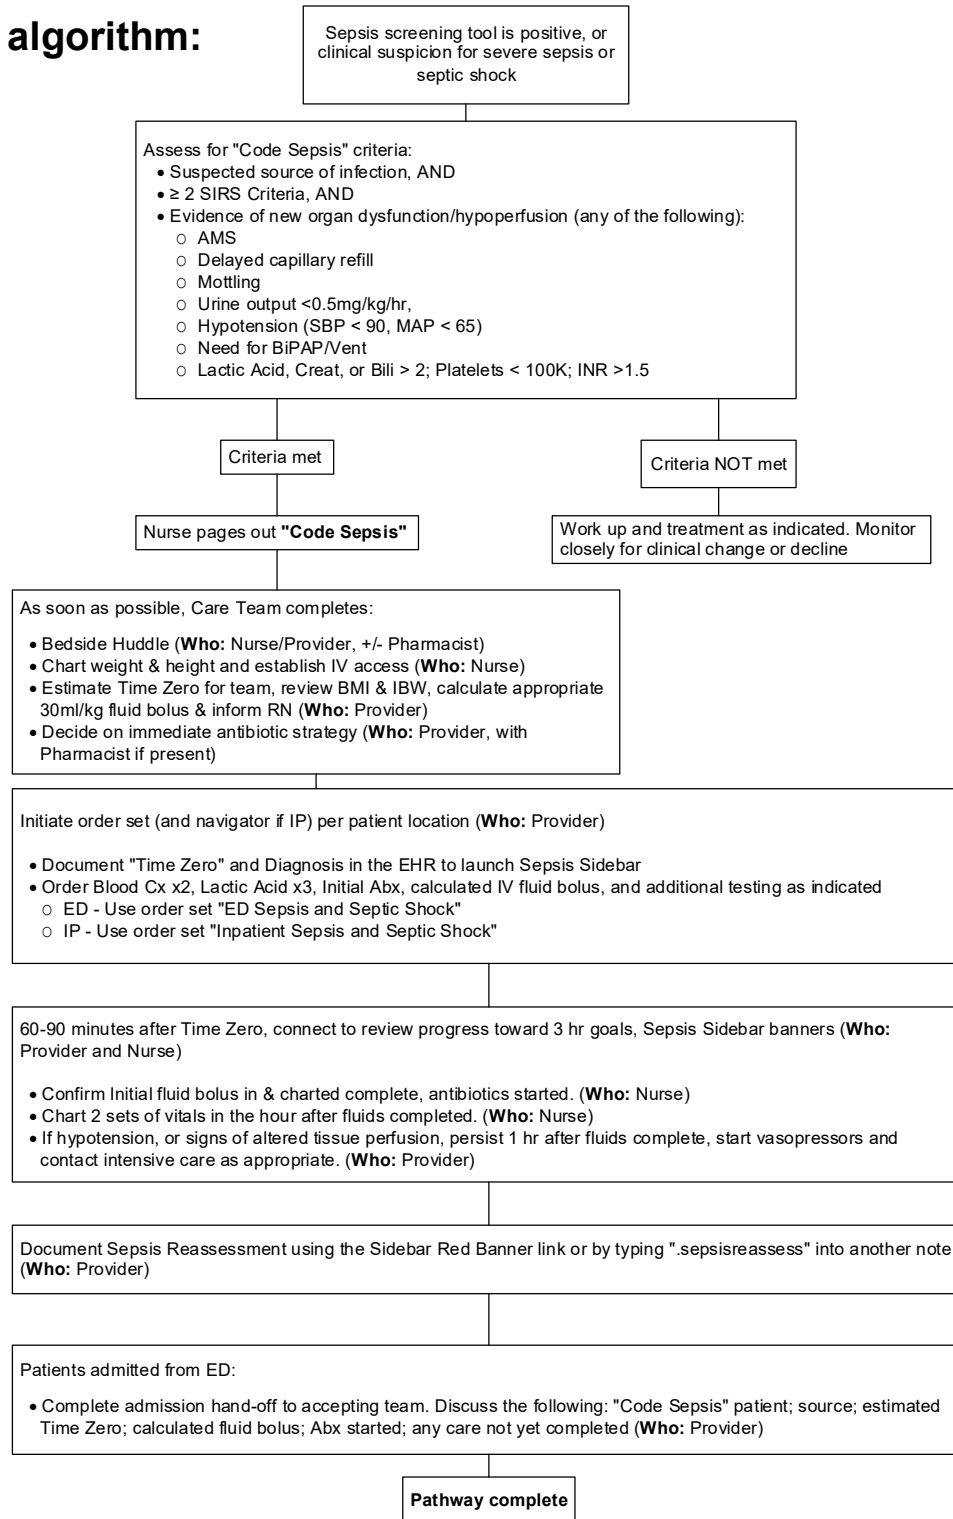 algorithm:
Sepsis screening tool is positive, or
clinical suspicion for severe sepsis or
septic shock
Assess for "Code Sepsis" criteria:
• Suspected source of infection, AND
• ≥ 2 SIRS Criteria, AND
• Evidence of new organ dysfunction/hypoperfusion (any of the following):
○ AMS
○ Delayed capillary refill
○ Mottling
○ Urine output <0.5mg/kg/hr,
○ Hypotension (SBP < 90, MAP < 65)
○ Need for BiPAP/Vent
○ Lactic Acid, Creat, or Bili > 2; Platelets < 100K; INR >1.5
Criteria met
Criteria NOT met
Nurse pages out "Code Sepsis"
Work up and treatment as indicated. Monitor
closely for clinical change or decline
As soon as possible, Care Team completes:
• Bedside Huddle (Who: Nurse/Provider, +/- Pharmacist)
• Chart weight & height and establish IV access (Who: Nurse)
• Estimate Time Zero for team, review BMI & IBW, calculate appropriate
30ml/kg fluid bolus & inform RN (Who: Provider)
• Decide on immediate antibiotic strategy (Who: Provider, with
Pharmacist if present)
Initiate order set (and navigator if IP) per patient location (Who: Provider)
• Document "Time Zero" and Diagnosis in the EHR to launch Sepsis Sidebar
• Order Blood Cx x2, Lactic Acid x3, Initial Abx, calculated IV fluid bolus, and additional testing as indicated
○ ED - Use order set "ED Sepsis and Septic Shock"
○ IP - Use order set "Inpatient Sepsis and Septic Shock"
60-90 minutes after Time Zero, connect to review progress toward 3 hr goals, Sepsis Sidebar banners (Who:
Provider and Nurse)
• Confirm Initial fluid bolus in & charted complete, antibiotics started. (Who: Nurse)
• Chart 2 sets of vitals in the hour after fluids completed. (Who: Nurse)
• If hypotension, or signs of altered tissue perfusion, persist 1 hr after fluids complete, start vasopressors and
contact intensive care as appropriate. (Who: Provider)
Document Sepsis Reassessment using the Sidebar Red Banner link or by typing ".sepsisreassess" into another note
(Who: Provider)
Patients admitted from ED:
• Complete admission hand-off to accepting team. Discuss the following: "Code Sepsis" patient; source; estimated
Time Zero; calculated fluid bolus; Abx started; any care not yet completed (Who: Provider)
Pathway complete